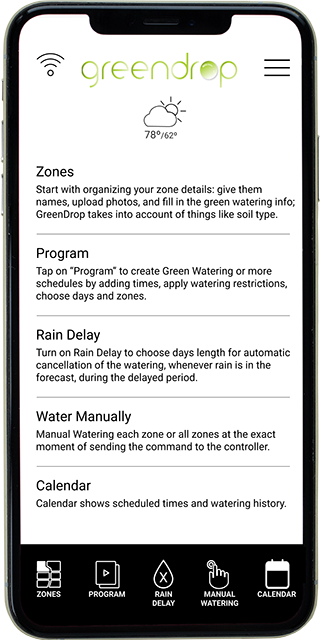 greendrop
78°/62°
Zones
Start with organizing your zone details: give them
names, upload photos, and fill in the green watering info;
GreenDrop takes into account of things like soil type.
Program
Tap on “Program” to create Green Watering or more
schedules by adding times, apply watering restrictions,
choose days and zones.
Rain Delay
Turn on Rain Delay to choose days length for automatic
cancellation of the watering, whenever rain is in the
forecast, during the delayed period.
Water Manually
Manual Watering each zone or all zones at the exact
moment of sending the command to the controller.
Calendar
Calendar shows scheduled times and watering history.
ZONES
PROGRAM
RAIN
DELAY
MANUAL
WATERING
CALENDAR